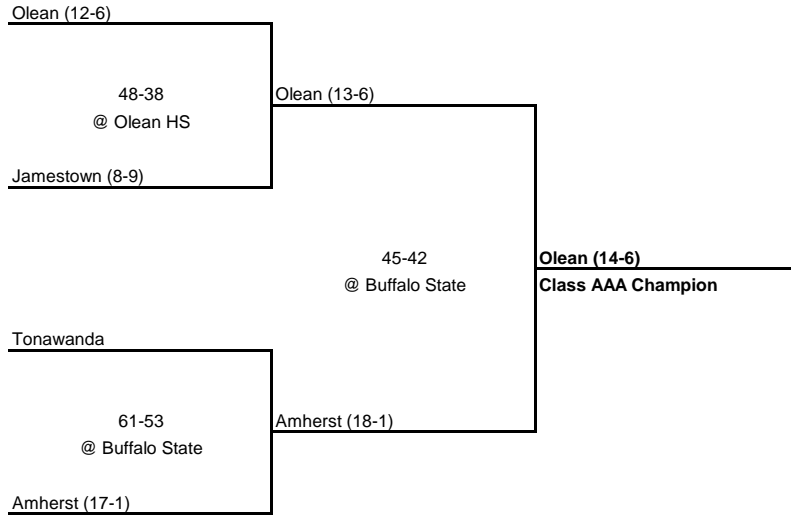 Olean (12-6)
48-38
@ Olean HS
Olean (13-6)
Jamestown (8-9)
45-42
@ Buffalo State
Olean (14-6)
Class AAA Champion
Tonawanda
61-53
@ Buffalo State
Amherst (18-1)
Amherst (17-1)